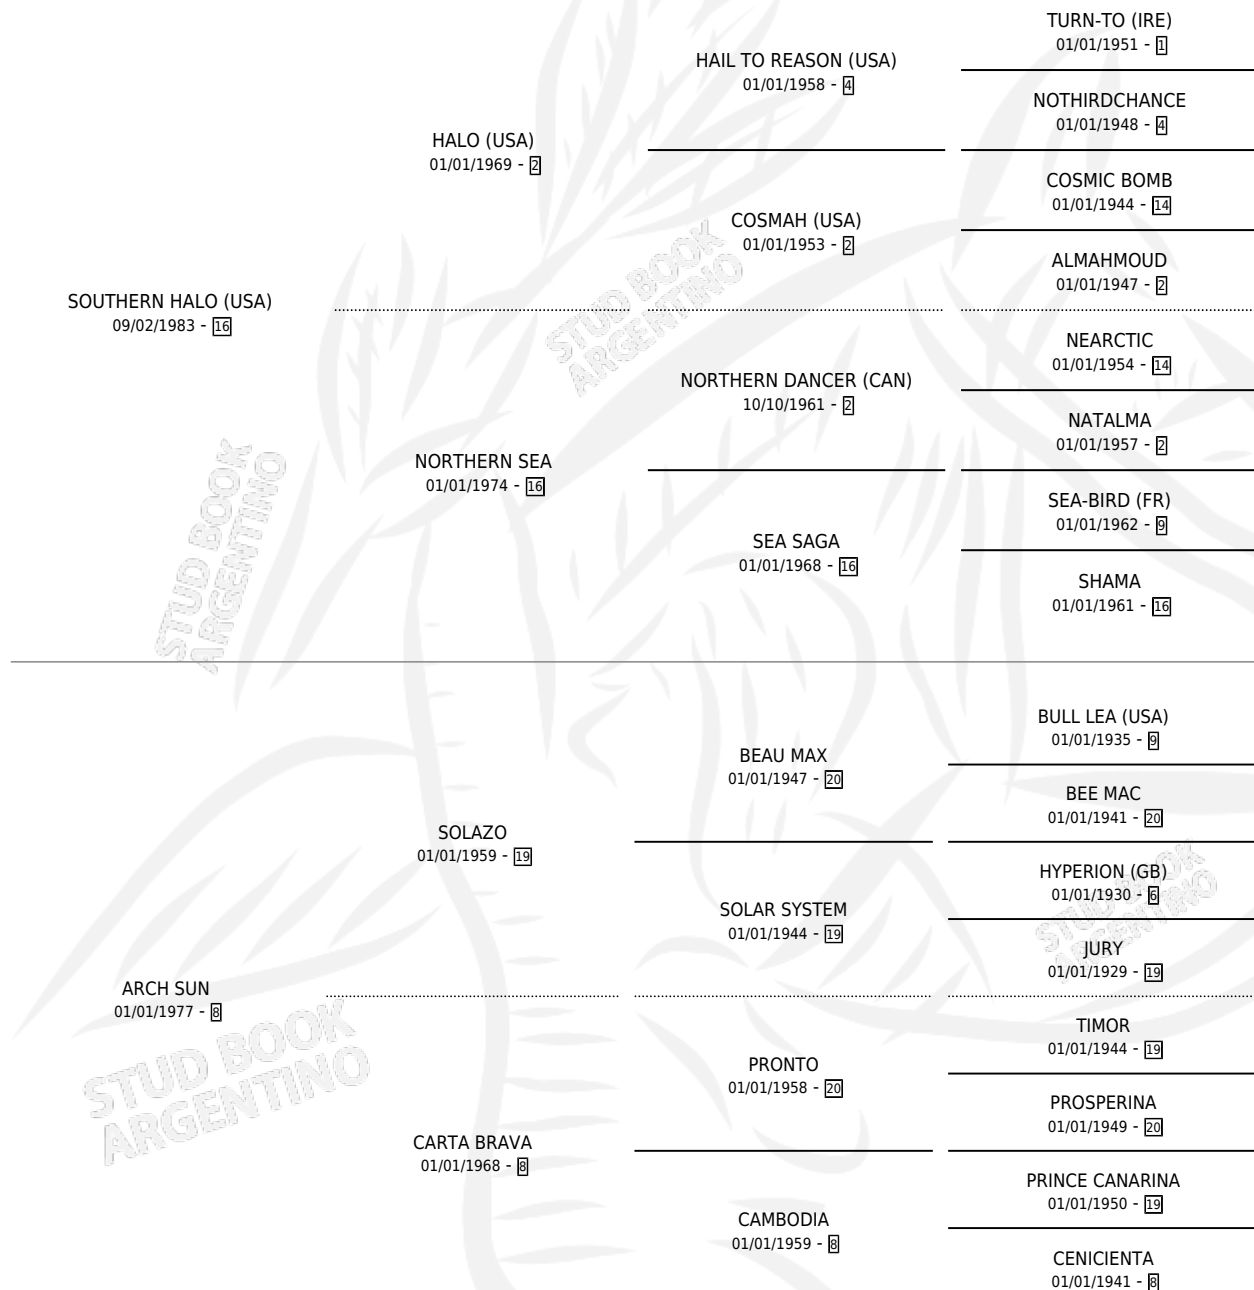 TURN-TO (IRE)
01/01/1951 - 1
HAIL TO REASON (USA)
01/01/1958 - 4
NOTHIRDCHANCE
01/01/1948 - 4
HALO (USA)
01/01/1969 - 2
COSMIC BOMB
01/01/1944 - 14
COSMAH (USA)
01/01/1953 - 2
ALMAHMOUD
01/01/1947 - 2
SOUTHERN HALO (USA)
09/02/1983 - 16
NEARCTIC
01/01/1954 - 14
NORTHERN DANCER (CAN)
10/10/1961 - 2
NATALMA
01/01/1957 - 2
NORTHERN SEA
01/01/1974 - 16
SEA-BIRD (FR)
01/01/1962 - 9
SEA SAGA
01/01/1968 - 16
SHAMA
01/01/1961 - 16
BULL LEA (USA)
01/01/1935 - 9
BEAU MAX
01/01/1947 - 20
BEE MAC
01/01/1941 - 20
SOLAZO
01/01/1959 - 19
HYPERION (GB)
01/01/1930 - 6
SOLAR SYSTEM
01/01/1944 - 19
JURY
01/01/1929 - 19
ARCH SUN
01/01/1977 - 8
TIMOR
01/01/1944 - 19
PRONTO
01/01/1958 - 20
PROSPERINA
01/01/1949 - 20
CARTA BRAVA
01/01/1968 - 8
PRINCE CANARINA
01/01/1950 - 19
CAMBODIA
01/01/1959 - 8
CENICIENTA
01/01/1941 - 8
STUD BOOK
ARGENTINO
STUD BOOK
ARGENTINO
STUD BOOK
ARGENTINO
STUD BOOK
ARGENTINO